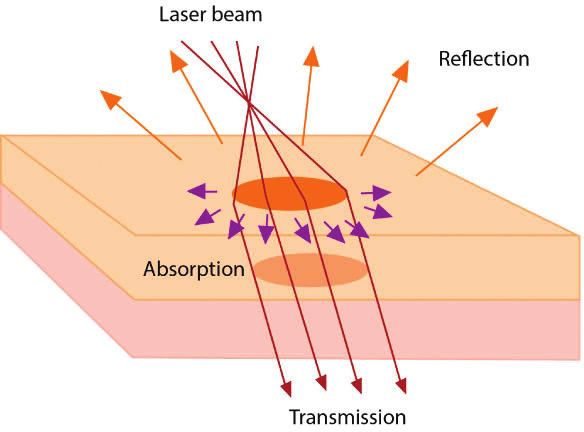 Laser beam
Reflection
Absorption
Transmission